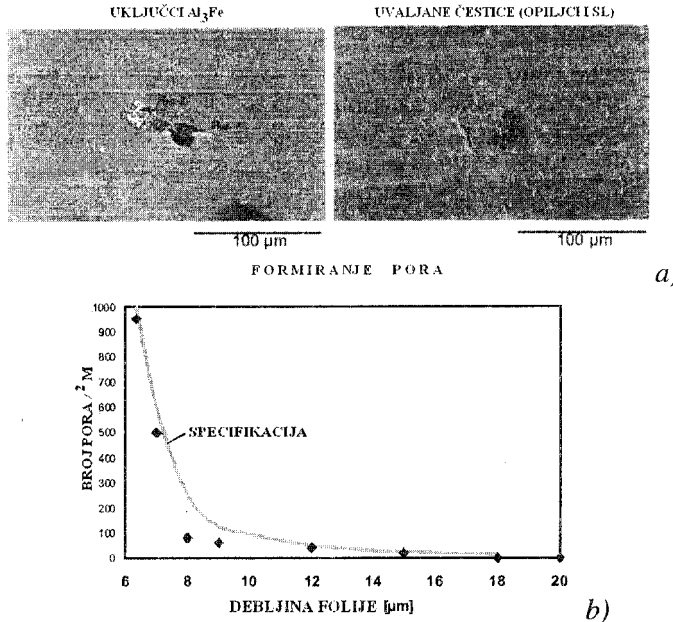 UKLJUČCI Al₃Fe
UVALJANE ČESTICE (OPILJCI I SL)
100 µm
100 µm
FORMIRANJE PORA
a)
1000
900
800
700
600
500
400
300
200
100
0
BROJ PORA / ² M
SPECIFIKACIJA
6 8 10 12 14 16 18 20
DEBLJINA FOLIJE [µm]
b)